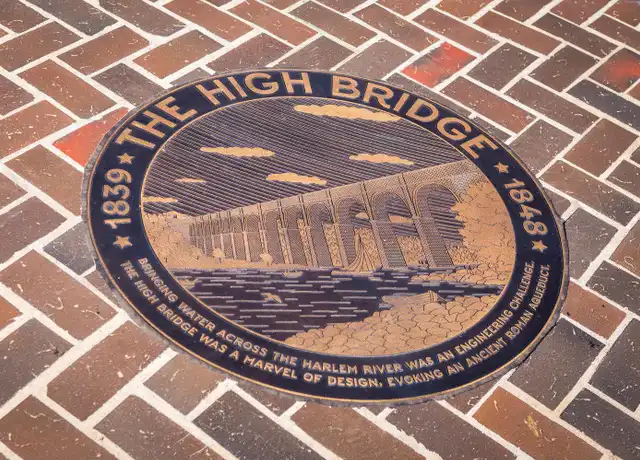 THE HIGH BRIDGE
1839
1848
BRINGING WATER ACROSS THE HARLEM RIVER WAS AN ENGINEERING CHALLENGE.
THE HIGH BRIDGE WAS A MARVEL OF DESIGN, EVOKING AN ANCIENT ROMAN AQUEDUCT.